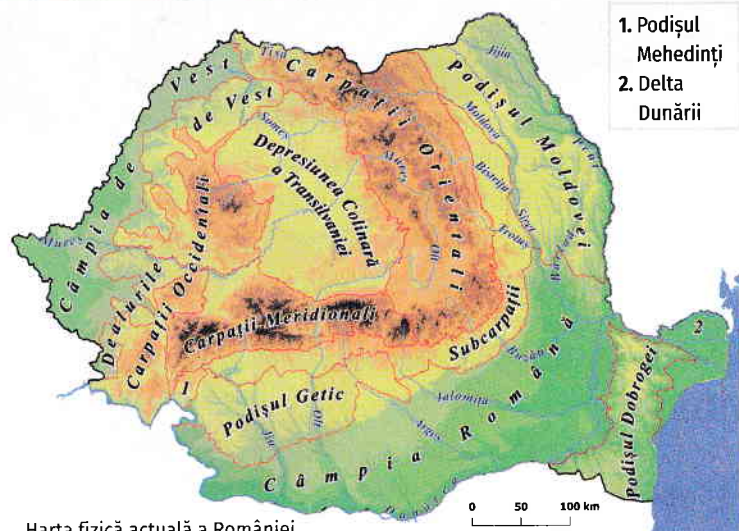 1. Podișul
Mehedinți
2. Delta
Dunării
Tisa
Jijia
Carpații Orientali
Podișul Moldovei
Câmpia de Vest
Dealurile de Vest
Someș
Moldova
Prut
Depresiunea Colinară
a Transilvaniei
Mureș
Bistrița
Siret
Carpații Occidentali
Mureș
Trotuș
Olt
Carpații Meridionali
Subcarpații
Buzău
2
1
Podișul Getic
Ialomița
Podișul Dobrogei
Jiu
Olt
Argeș
Câmpia Română
Dunărea
0 50 100 km
Harta fizică actuală a României